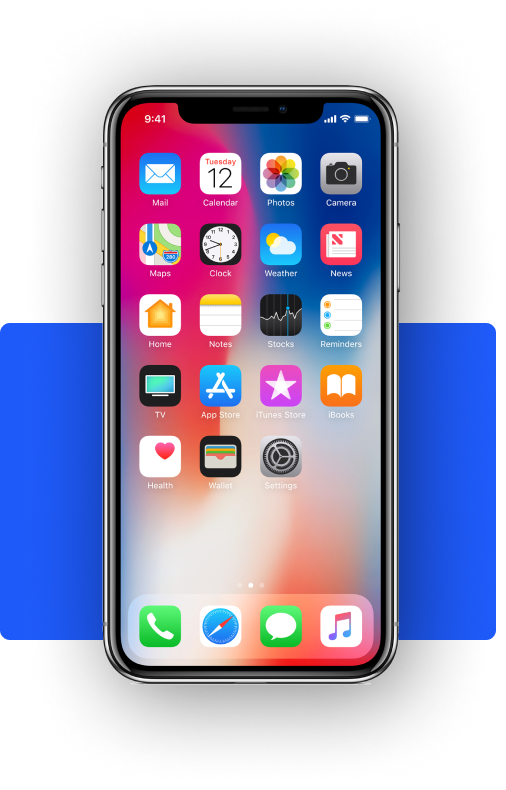 9:41
Tuesday
12
Mail Calendar Photos Camera
280
Maps Clock Weather News
Home Notes Stocks Reminders
TV App Store iTunes Store iBooks
Health Wallet Settings